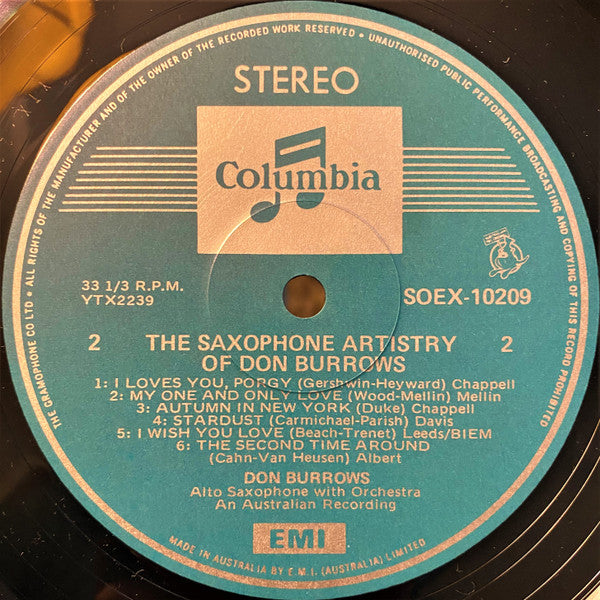 THE GRAMOPHONE CO LTD • ALL RIGHTS OF THE MANUFACTURER AND OF THE OWNER OF THE RECORDED WORK RESERVED • UNAUTHORISED PUBLIC PERFORMANCE BROADCASTING AND COPYING OF THIS RECORD PROHIBITED
STEREO
Columbia
33 1/3 R.P.M.
YTX2239
SOEX-10209
2 THE SAXOPHONE ARTISTRY 2
OF DON BURROWS
1: I LOVES YOU, PORGY (Gershwin-Heyward) Chappell
2: MY ONE AND ONLY LOVE (Wood-Mellin) Mellin
3: AUTUMN IN NEW YORK (Duke) Chappell
4: STARDUST (Carmichael-Parish) Davis
5: I WISH YOU LOVE (Beach-Trenet) Leeds/BIEM
6: THE SECOND TIME AROUND
(Cahn-Van Heusen) Albert
DON BURROWS
Alto Saxophone with Orchestra
An Australian Recording
EMI
MADE IN AUSTRALIA BY E.M.I. (AUSTRALIA) LIMITED